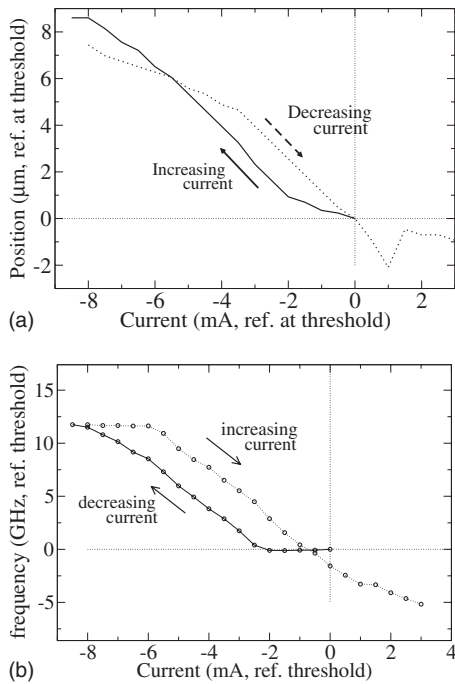 8
6
4
2
0
-2
Position (μm, ref. at threshold)
Decreasing
current
Increasing
current
-8 -6 -4 -2 0 2
(a) Current (mA, ref. at threshold)
15
10
5
0
-5
frequency (GHz, ref. threshold)
increasing
current
decreasing
current
-8 -6 -4 -2 0 2
(b) Current (mA, ref. threshold)